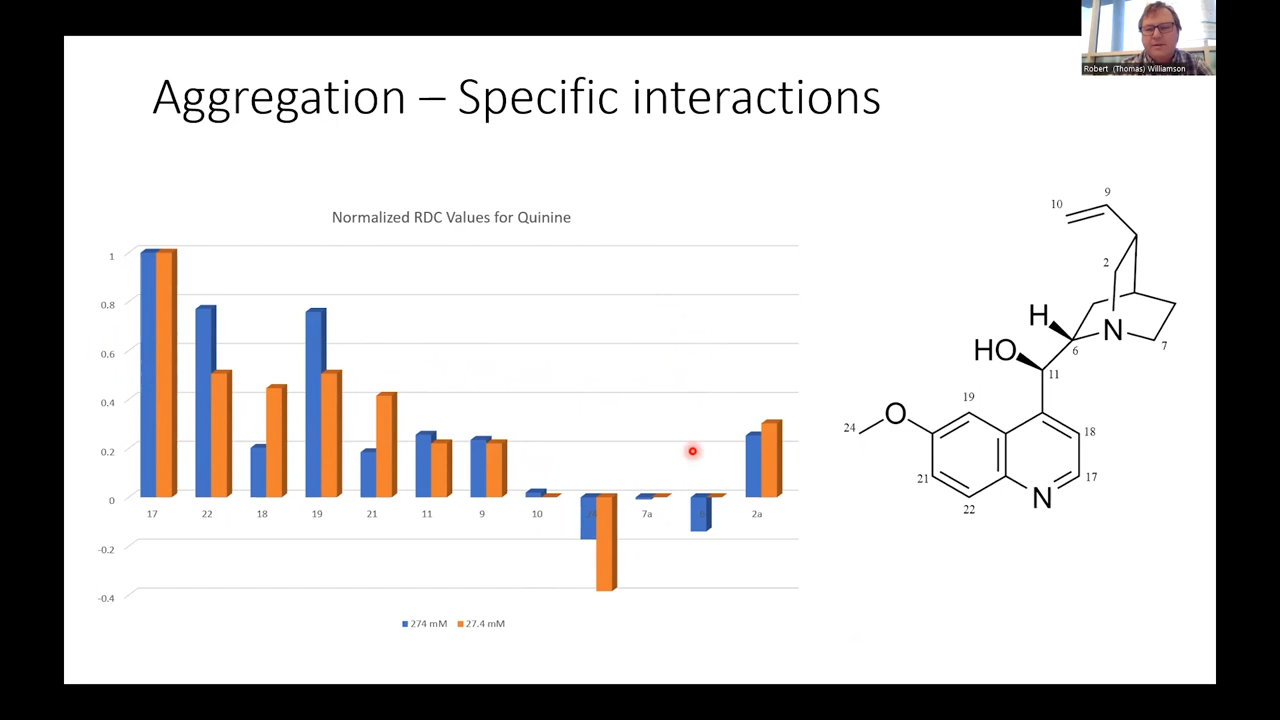 Robert (Thomas) Williamson
Aggregation – Specific interactions
Normalized RDC Values for Quinine
1
0.8
0.6
0.4
0.2
0
-0.2
-0.4
17 22 18 19 21 11 9 10 24 7a 2a
274 mM 27.4 mM
9
10
2
H
N
HO
6
7
11
19
O
24
18
21
17
N
22